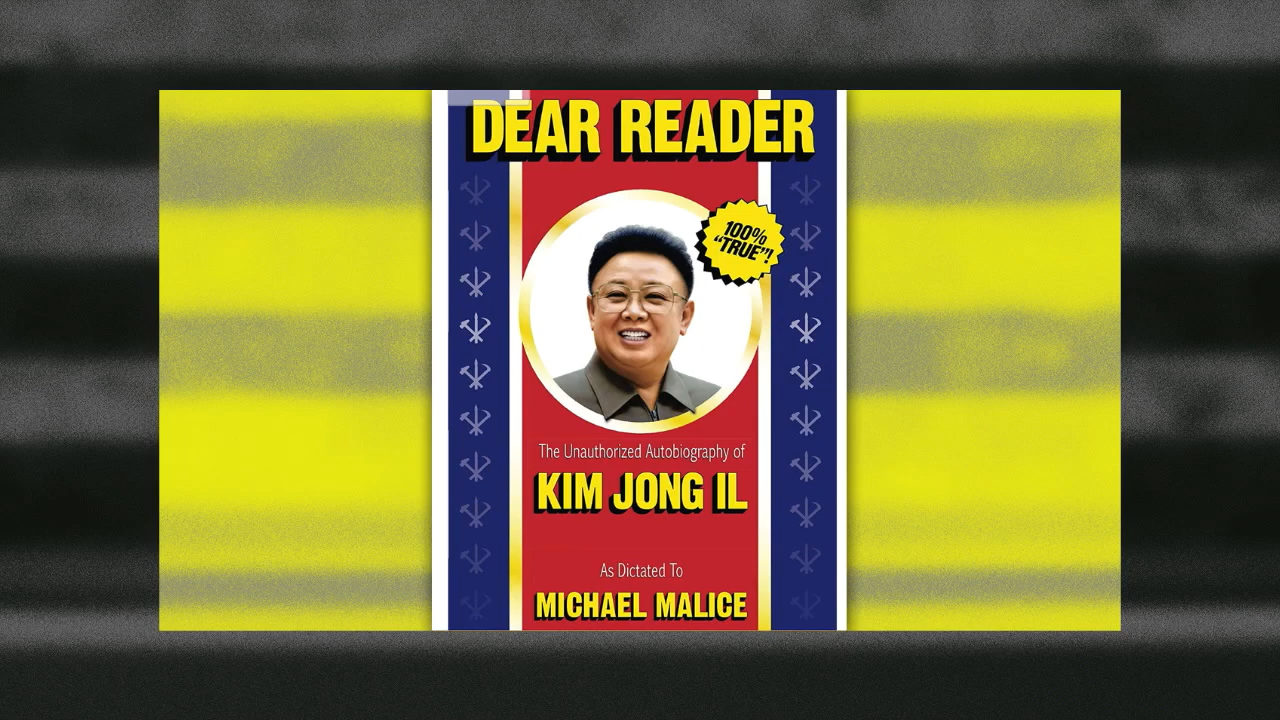 DEAR READER
100%
"TRUE"!
The Unauthorized Autobiography of
KIM JONG IL
As Dictated To
MICHAEL MALICE